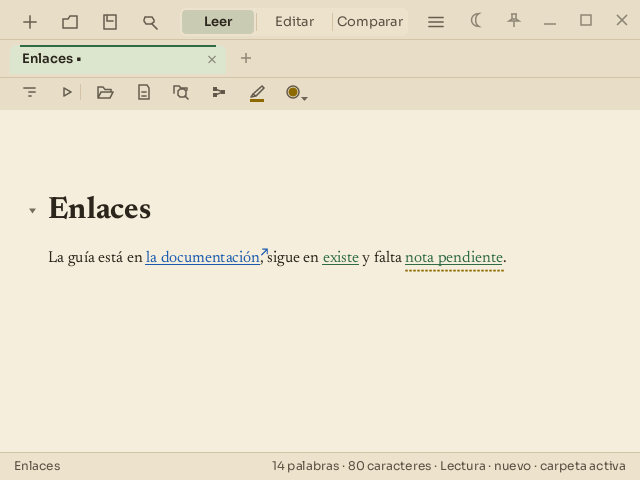 Leer Editar Comparar
Enlaces ▪ × +
Enlaces
La guía está en la documentación↗, sigue en existe y falta nota pendiente.
Enlaces 14 palabras · 80 caracteres · Lectura · nuevo · carpeta activa